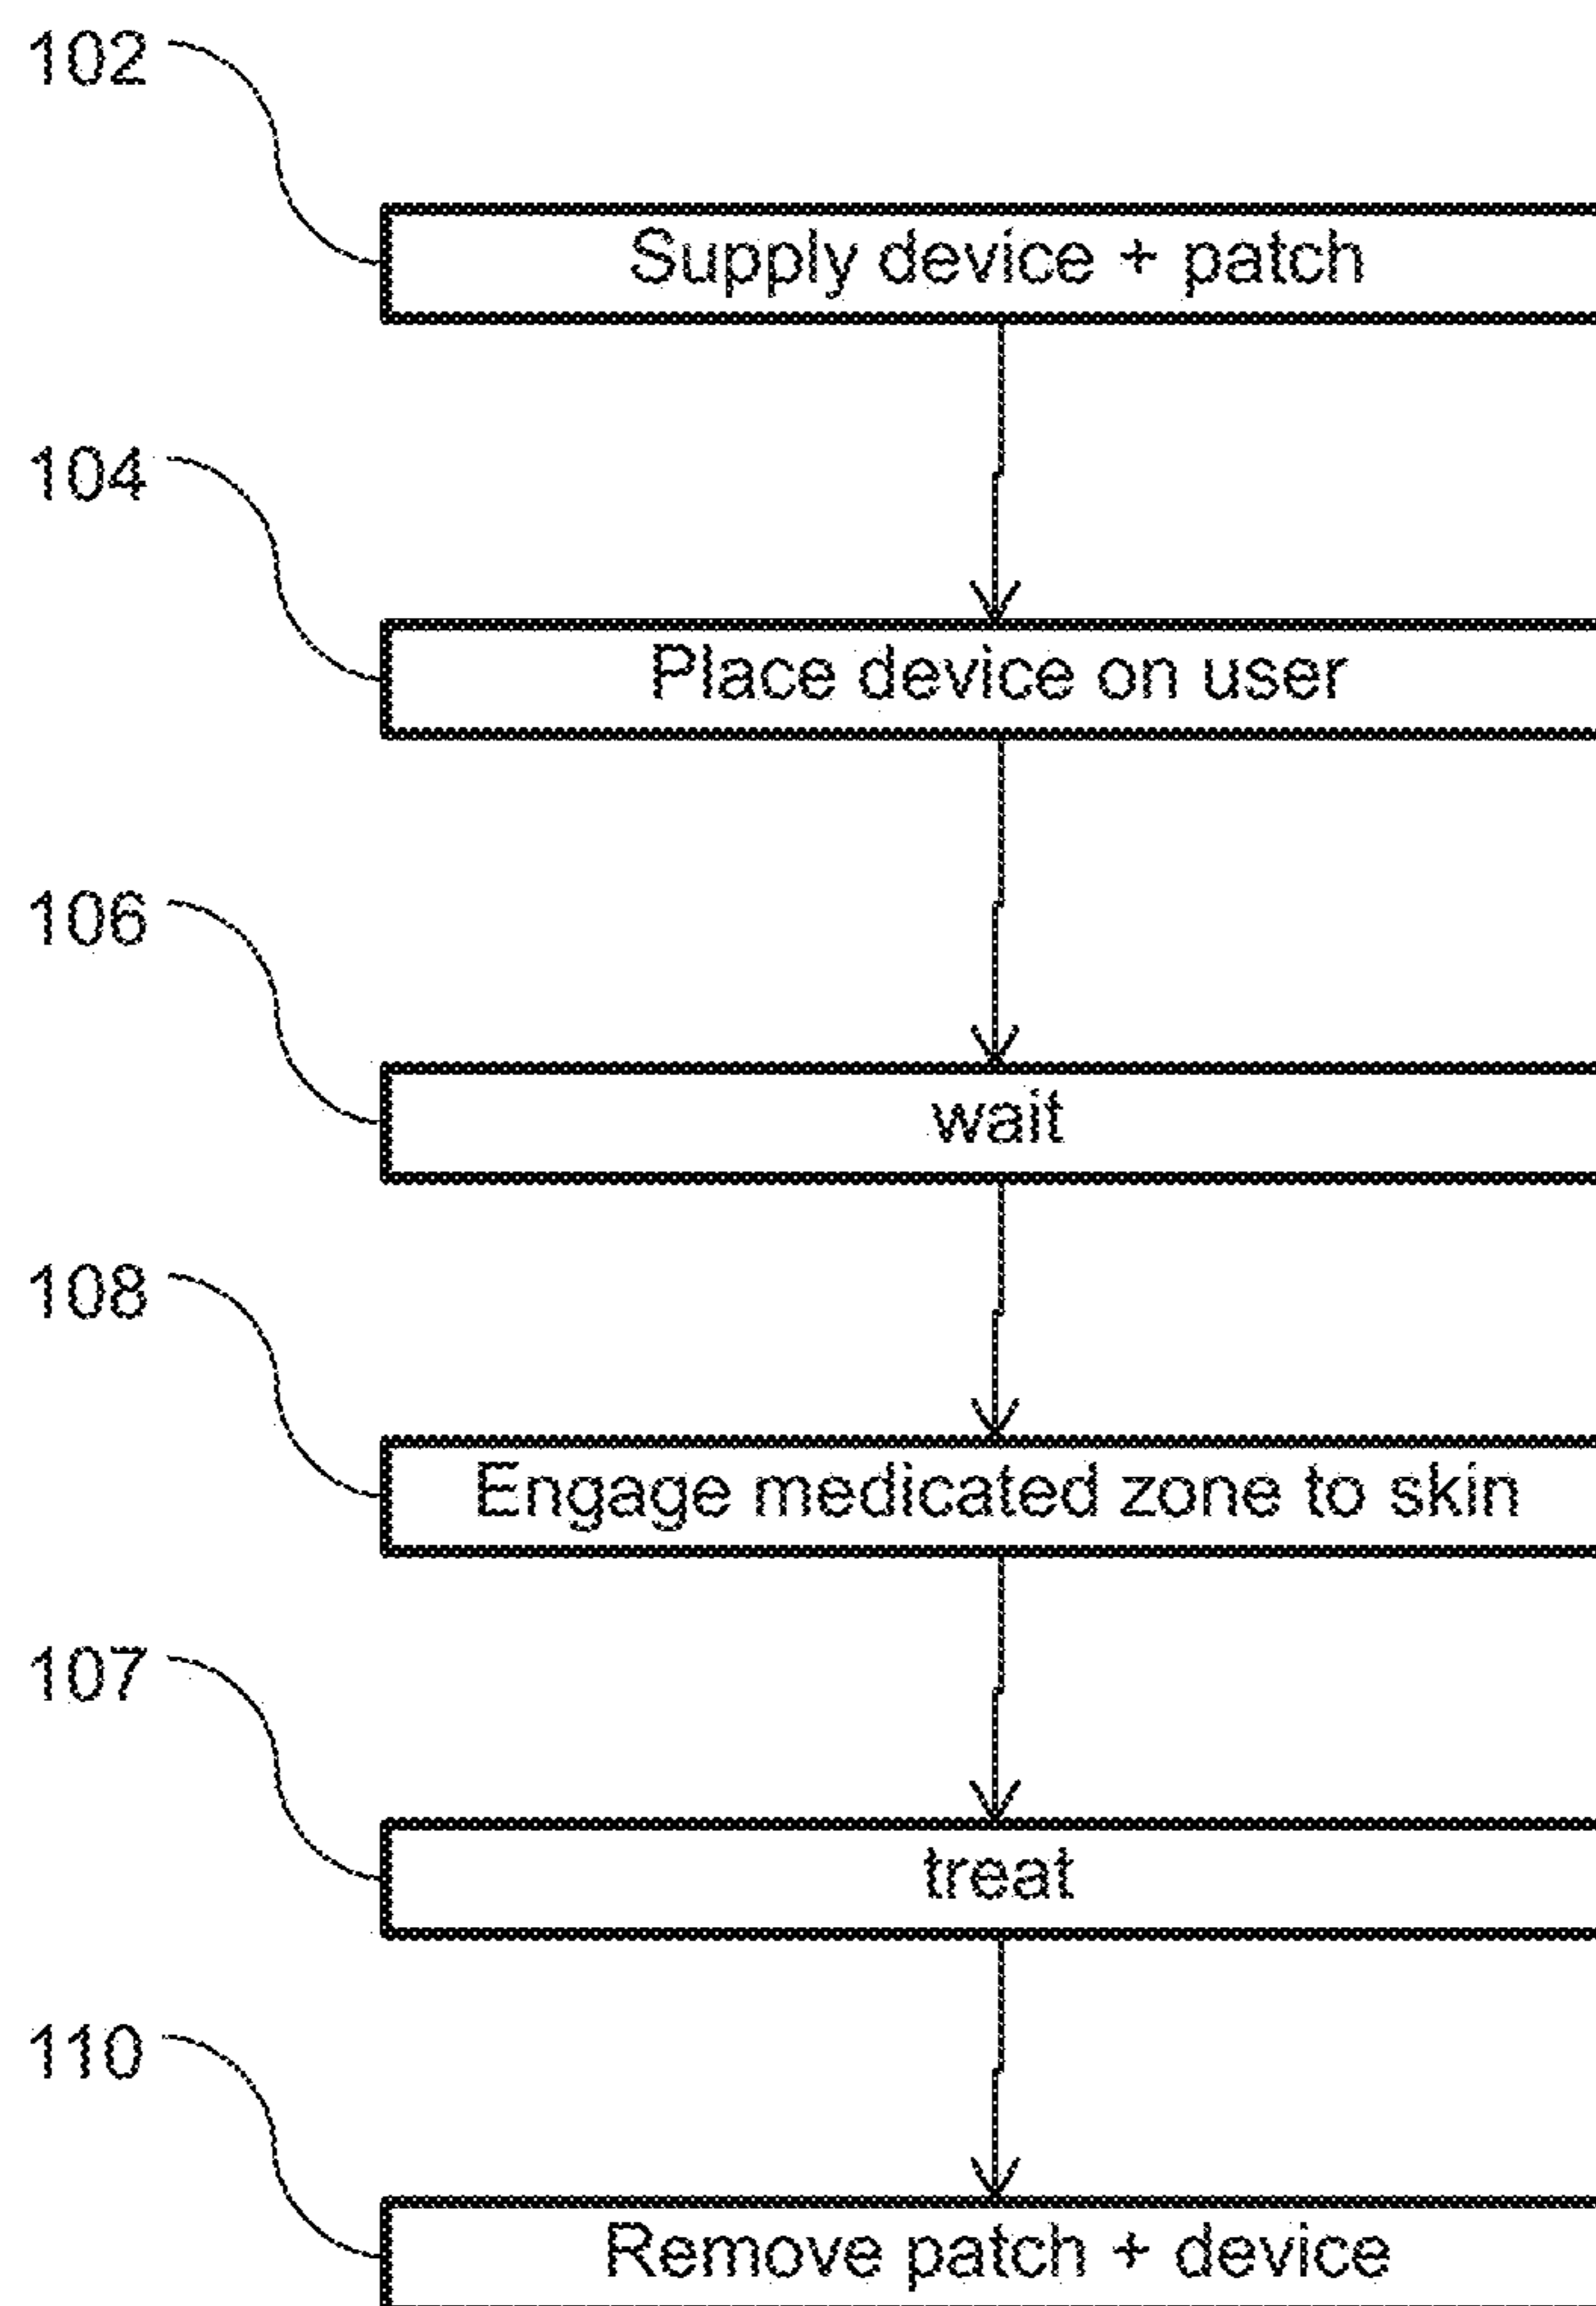 102
Supply device + patch
104
Place device on user
106
wait
108
Engage medicated zone to skin
107
treat
110
Remove patch + device